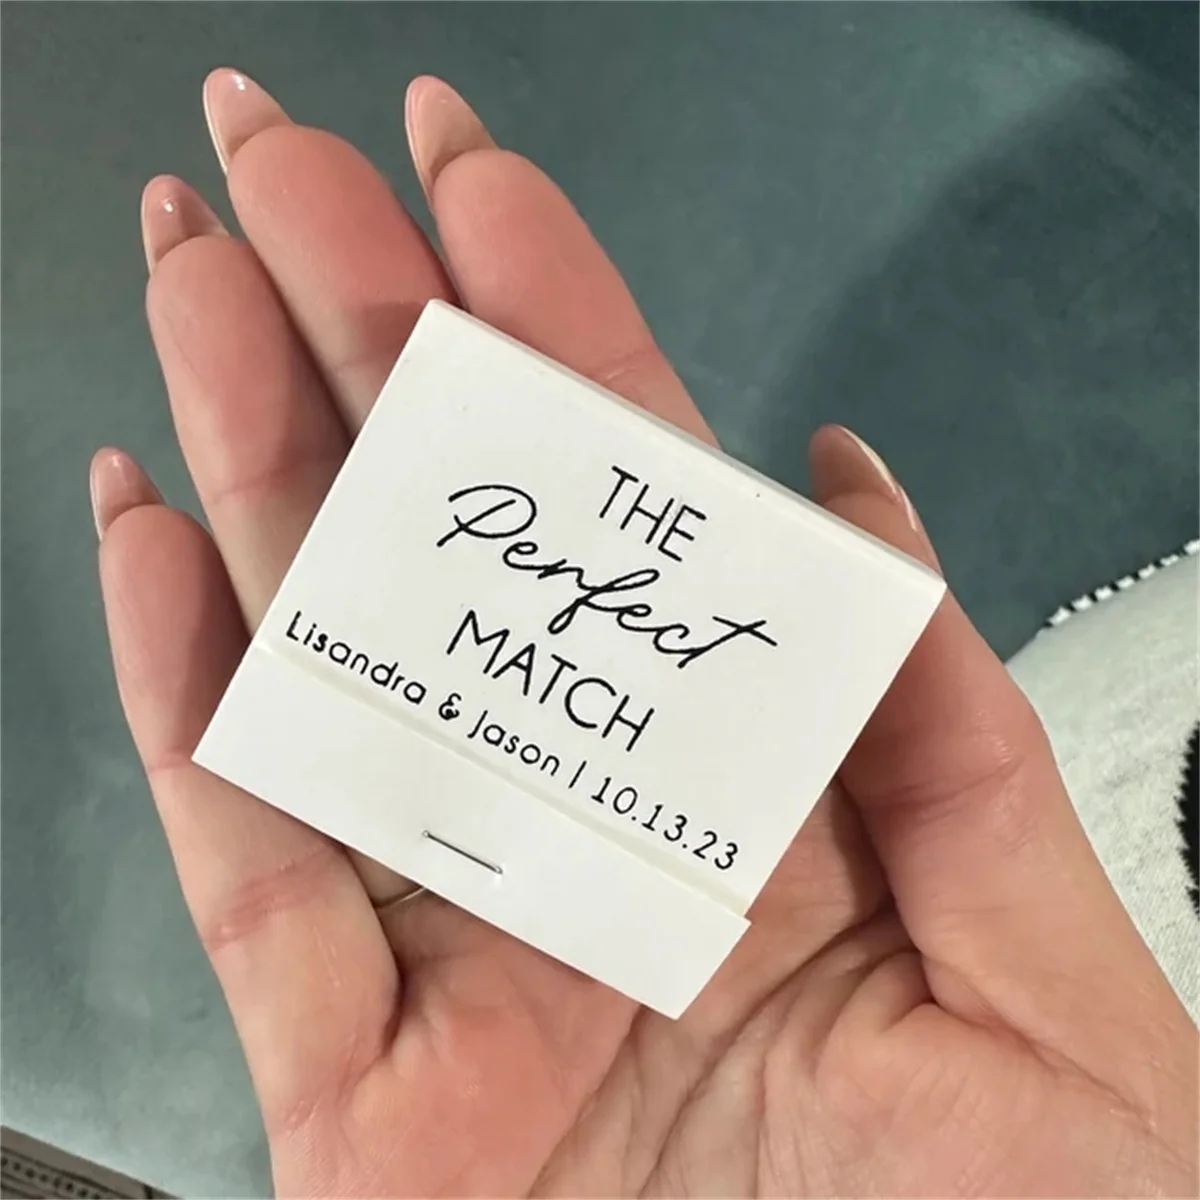 THE
Perfect
MATCH
Lisandra & Jason | 10.13.23